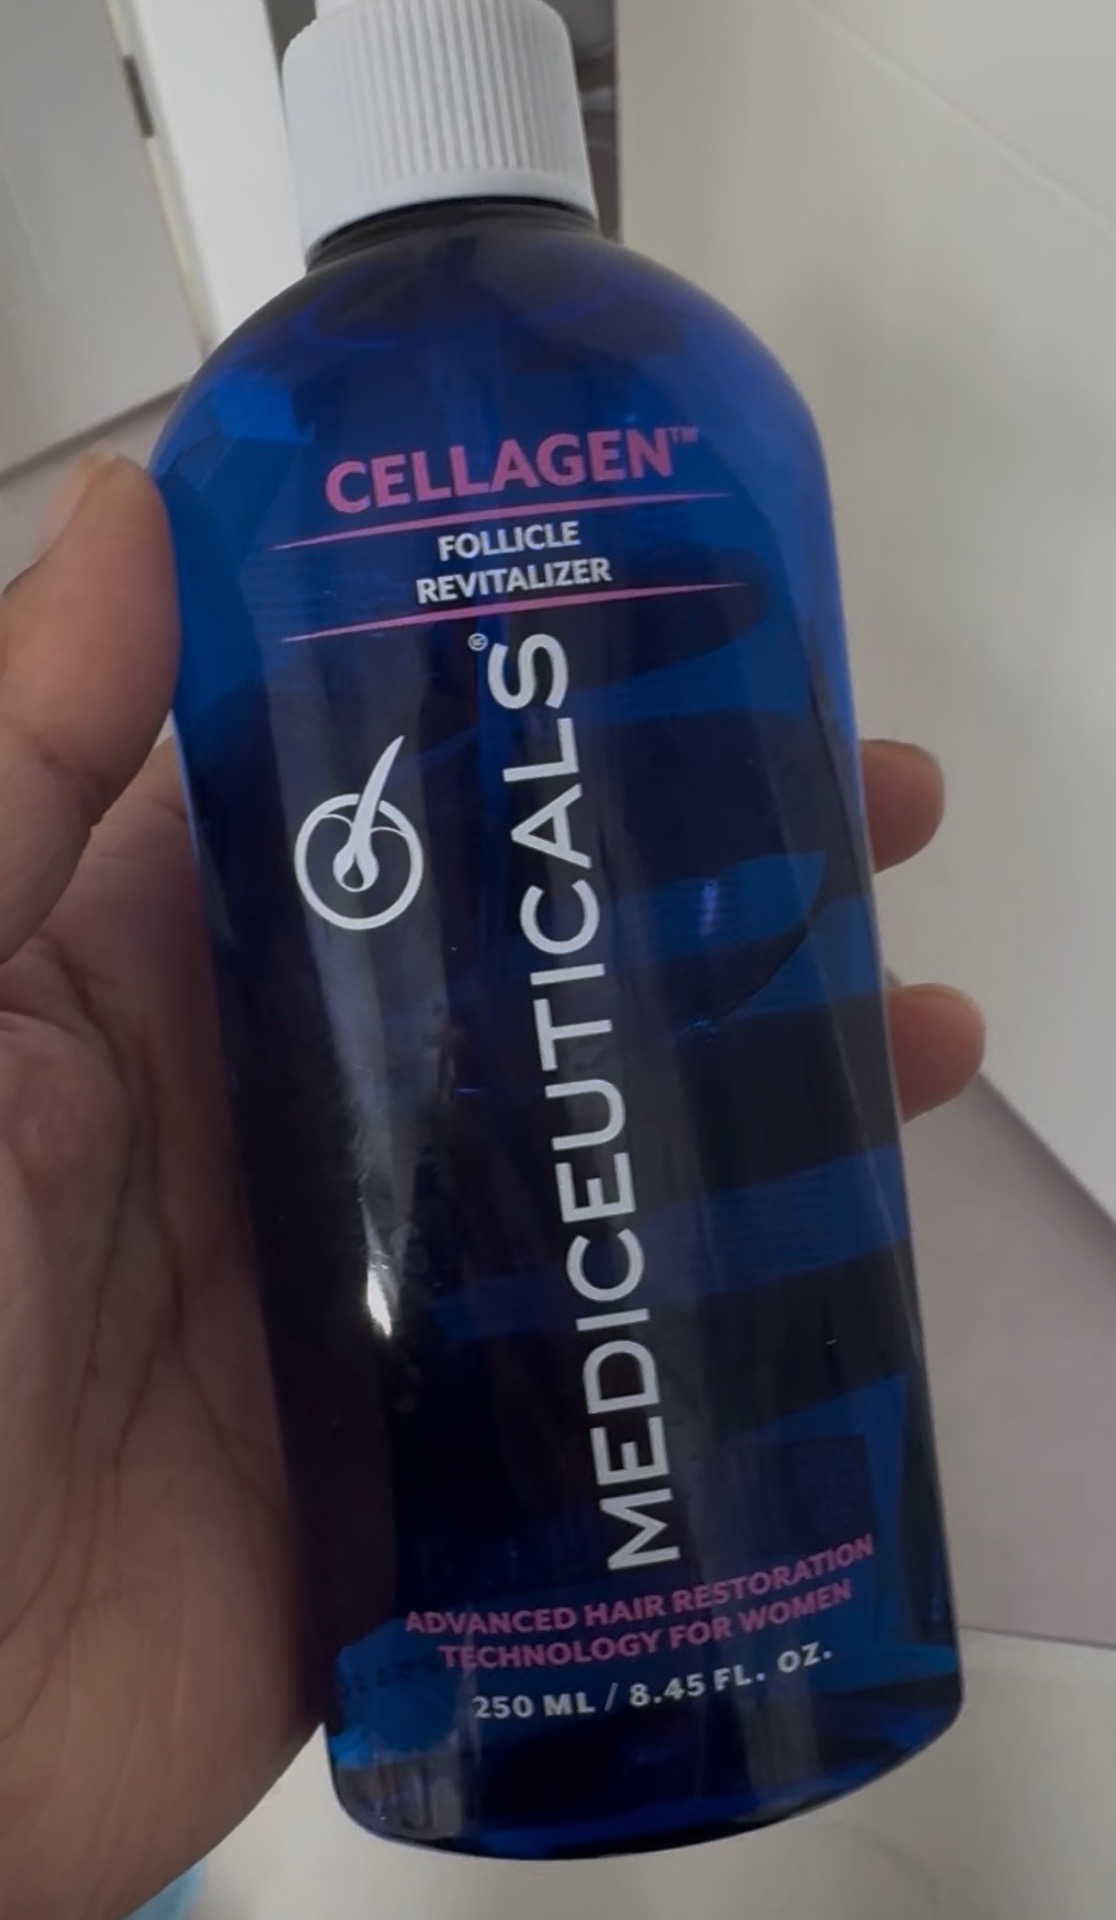 CELLAGEN™
FOLLICLE
REVITALIZER
MEDICEUTICALS®
ADVANCED HAIR RESTORATION
TECHNOLOGY FOR WOMEN
250 ML / 8.45 FL. OZ.